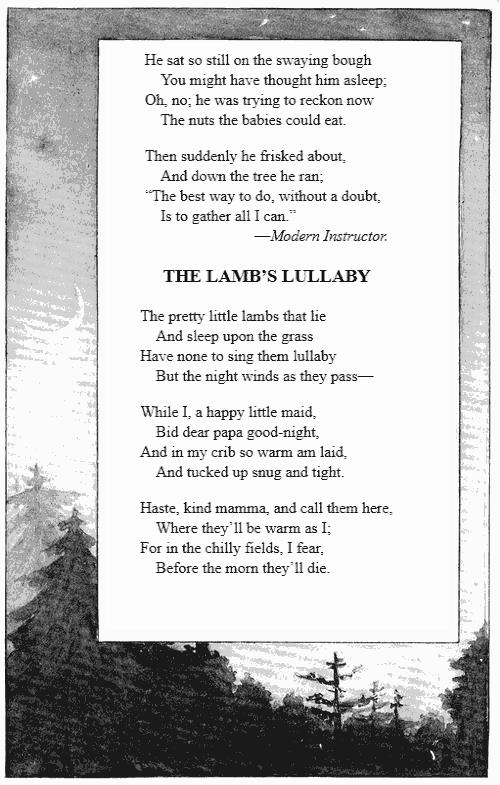 He sat so still on the swaying bough
You might have thought him asleep;
Oh, no; he was trying to reckon now
The nuts the babies could eat.
Then suddenly he frisked about,
And down the tree he ran;
“The best way to do, without a doubt,
Is to gather all I can.”
—Modern Instructor.
THE LAMB’S LULLABY
The pretty little lambs that lie
And sleep upon the grass
Have none to sing them lullaby
But the night winds as they pass—
While I, a happy little maid,
Bid dear papa good-night,
And in my crib so warm am laid,
And tucked up snug and tight.
Haste, kind mamma, and call them here,
Where they’ll be warm as I;
For in the chilly fields, I fear,
Before the morn they’ll die.